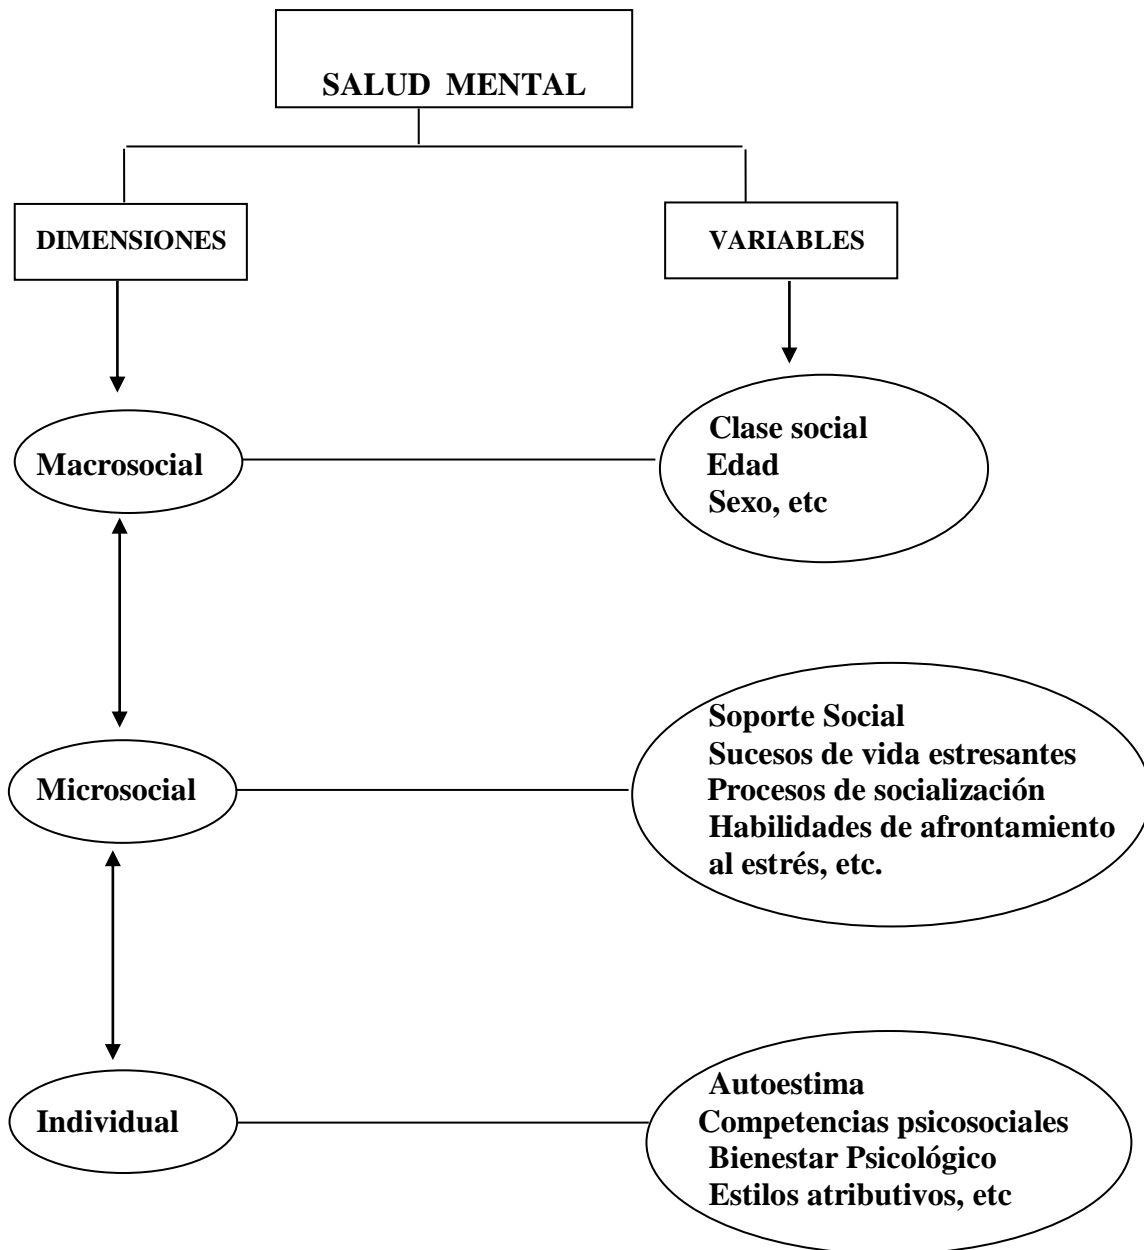 SALUD MENTAL
DIMENSIONES
VARIABLES
Macrosocial
Clase social
Edad
Sexo, etc
Microsocial
Soporte Social
Sucesos de vida estresantes
Procesos de socialización
Habilidades de afrontamiento
al estrés, etc.
Individual
Autoestima
Competencias psicosociales
Bienestar Psicológico
Estilos atributivos, etc